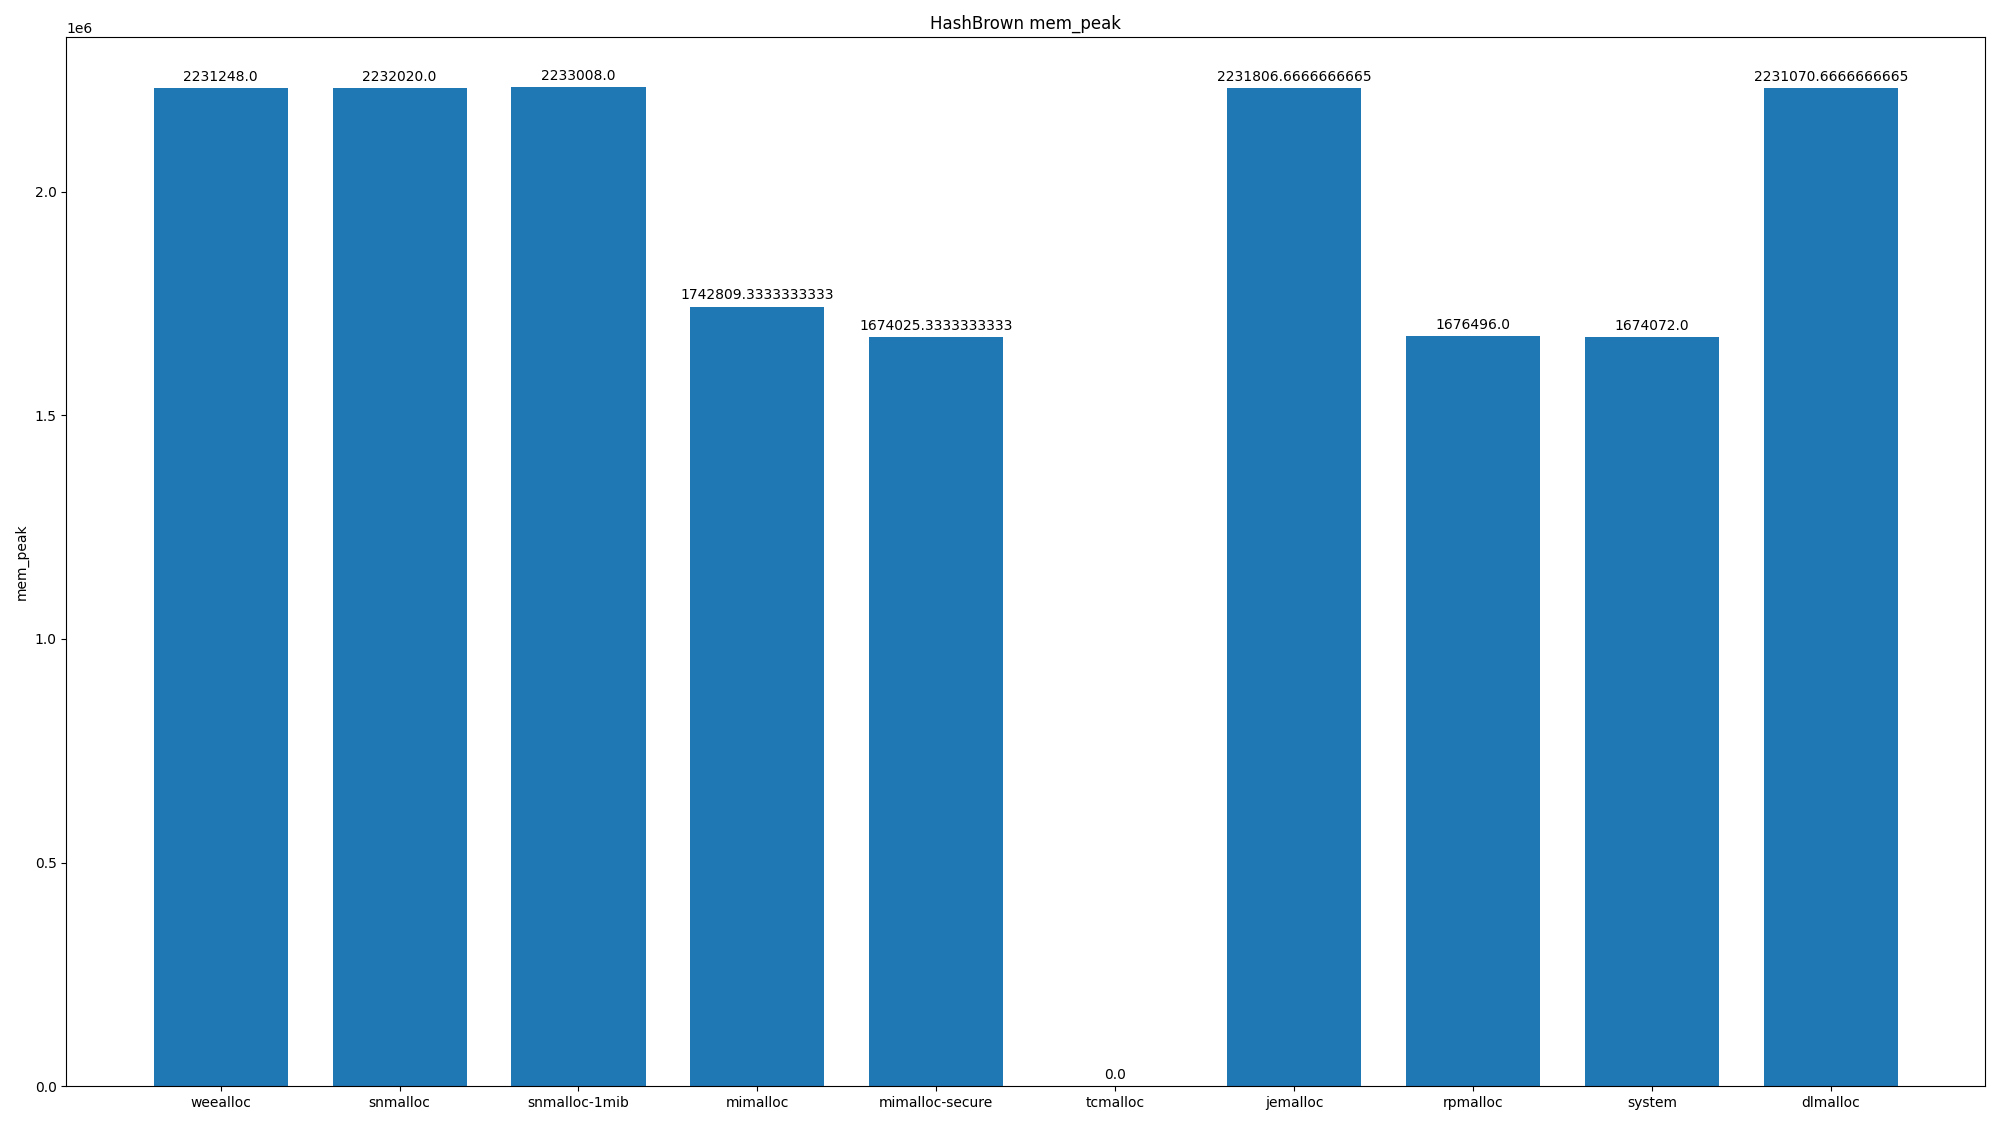 HashBrown mem_peak
1e6
2231248.0
2232020.0
2233008.0
1742809.3333333333
1674025.3333333333
0.0
2231806.6666666665
1676496.0
1674072.0
2231070.6666666665
mem_peak
2.0
1.5
1.0
0.5
0.0
weealloc
snmalloc
snmalloc-1mib
mimalloc
mimalloc-secure
tcmalloc
jemalloc
rpmalloc
system
dlmalloc